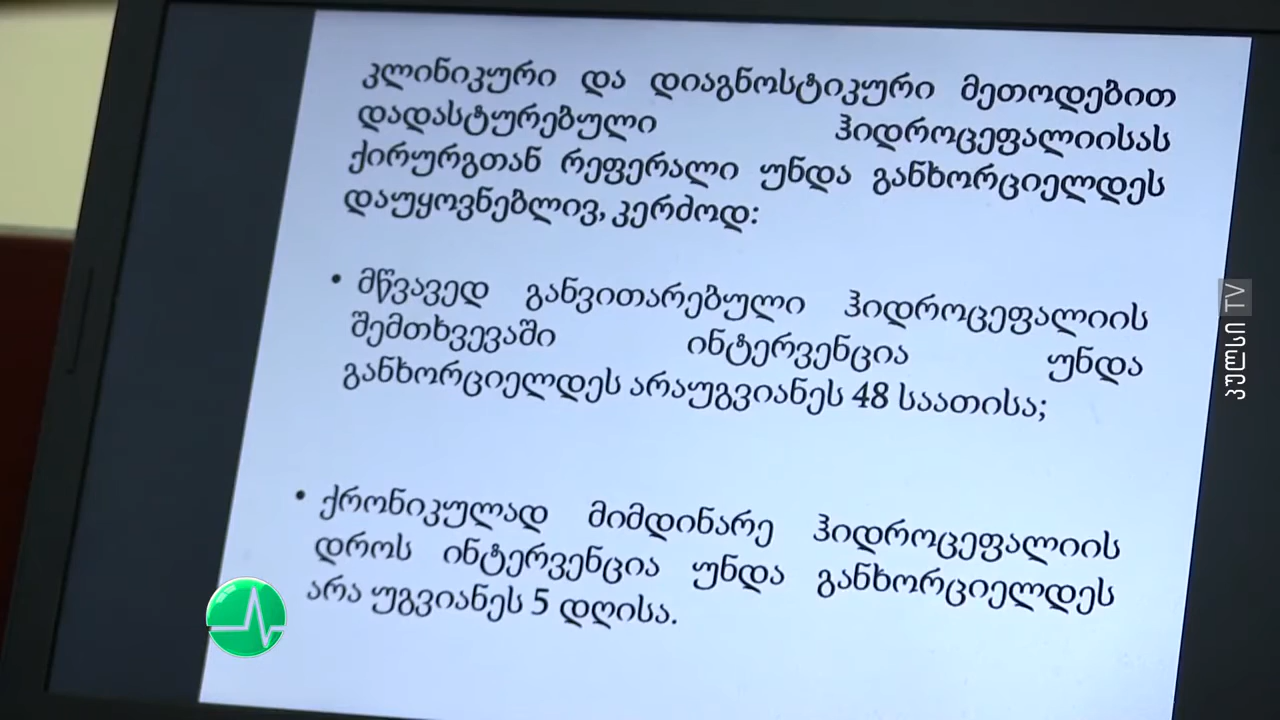 კლინიკური და დიაგნოსტიკური მეთოდებით
დადასტურებული ჰიდროცეფალიისას
ქირურგთან რეფერალი უნდა განხორციელდეს
დაუყოვნებლივ, კერძოდ:
• მწვავედ განვითარებული ჰიდროცეფალიის
შემთხვევაში ინტერვენცია უნდა
განხორციელდეს არაუგვიანეს 48 საათისა;
• ქრონიკულად მიმდინარე ჰიდროცეფალიის
დროს ინტერვენცია უნდა განხორციელდეს
არა უგვიანეს 5 დღისა.
პულსი TV